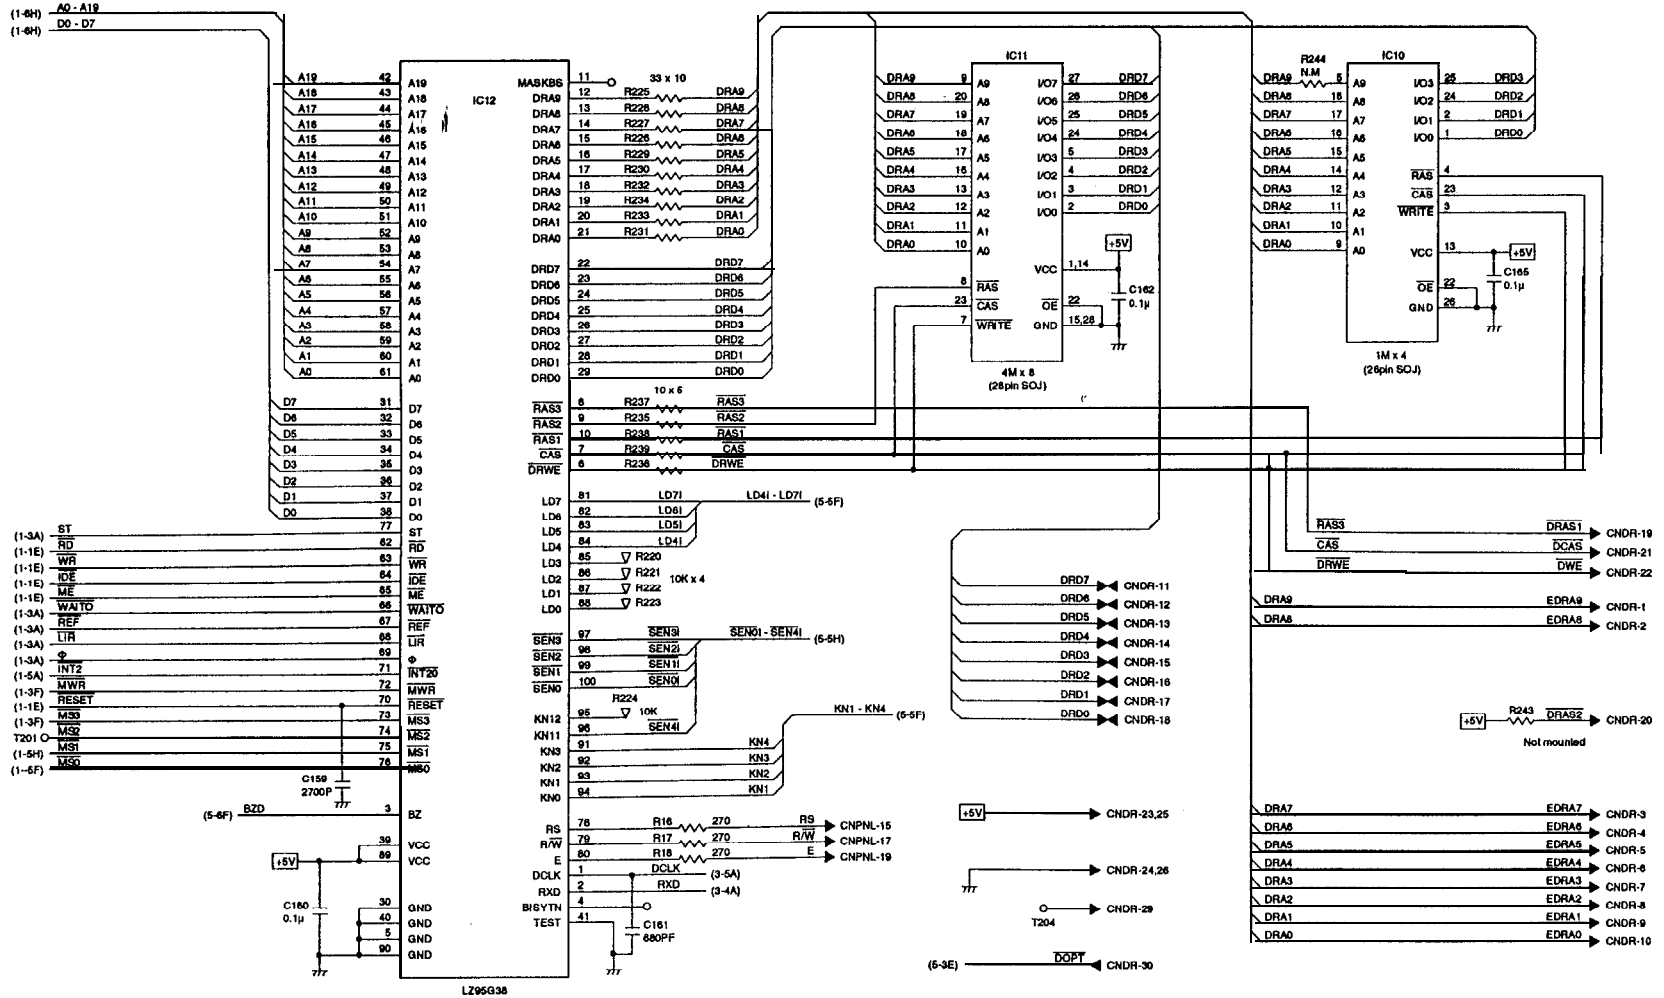 (1-6H) A0 - A19
(1-6H) D0 - D7
IC12
A19 42 A19
A18 43 A18
A17 44 A17
A16 45 A16
A15 46 A15
A14 47 A14
A13 48 A13
A12 49 A12
A11 50 A11
A10 51 A10
A9 52 A9
A8 53 A8
A7 54 A7
A6 55 A6
A5 56 A5
A4 57 A4
A3 58 A3
A2 59 A2
A1 60 A1
A0 61 A0
D7 31 D7
D6 32 D6
D5 33 D5
D4 34 D4
D3 35 D3
D2 36 D2
D1 37 D1
D0 38 D0
(1-3A) ST 77 ST
(1-1E) RD 62 RD
(1-1E) WR 63 WR
(1-1E) IDE 64 IDE
(1-1E) ME 65 ME
(1-3A) WAITO 66 WAITO
(1-3A) REF 67 REF
(1-3A) LIR 68 LIR
(1-3A) Φ 69 Φ
(1-5A) INT2 71 INT20
(1-3F) MWR 72 MWR
(1-1E) RESET 70 RESET
(1-3F) MS3 73 MS3
T201 MS2 74 MS2
(1-5H) MS1 75 MS1
(1-5F) MS0 76 MS0
C159
2700P
(5-6F) BZD 3 BZ
39 VCC
+5V 89 VCC
C160
0.1μ
30 GND
40 GND
5 GND
90 GND
LZ95G38
MASKBS 11
33 x 10
DRA9 12 R225 DRA9
DRA8 13 R226 DRA8
DRA7 14 R227 DRA7
DRA6 15 R228 DRA6
DRA5 16 R229 DRA5
DRA4 17 R230 DRA4
DRA3 18 R232 DRA3
DRA2 19 R234 DRA2
DRA1 20 R233 DRA1
DRA0 21 R231 DRA0
DRD7 22 DRD7
DRD6 23 DRD6
DRD5 24 DRD5
DRD4 25 DRD4
DRD3 26 DRD3
DRD2 27 DRD2
DRD1 28 DRD1
DRD0 29 DRD0
10 x 5
RAS3 8 R237 RAS3
RAS2 9 R235 RAS2
RAS1 10 R238 RAS1
CAS 7 R239 CAS
DRWE 6 R236 DRWE
LD7 81 LD7I LD4I - LD7I (5-5F)
LD6 82 LD6I
LD5 83 LD5I
LD4 84 LD4I
LD3 85 R220
LD2 86 R221 10K x 4
LD1 87 R222
LD0 88 R223
SEN3 97 SEN3I SEN0I - SEN4I (5-5H)
SEN2 98 SEN2I
SEN1 99 SEN1I
SEN0 100 SEN0I
R224
KN12 95 10K
KN11 96 SEN4I
KN1 - KN4 (5-5F)
KN3 91 KN4
KN2 92 KN3
KN1 93 KN2
KN0 94 KN1
RS 78 R16 270 RS CNPNL-15
R/W 79 R17 270 R/W CNPNL-17
E 80 R18 270 E CNPNL-19
DCLK 1 DCLK (3-5A)
RXD 2 RXD (3-4A)
BISYTN 4
TEST 41
C161
680PF
IC11
DRA9 9 A9
DRA8 20 A8
DRA7 19 A7
DRA6 18 A6
DRA5 17 A5
DRA4 16 A4
DRA3 13 A3
DRA2 12 A2
DRA1 11 A1
DRA0 10 A0
8 RAS
23 CAS
7 WRITE
I/O7 27 DRD7
I/O6 26 DRD6
I/O5 25 DRD5
I/O4 24 DRD4
I/O3 5 DRD3
I/O2 4 DRD2
I/O1 3 DRD1
I/O0 2 DRD0
+5V
VCC 1,14
C162
0.1μ
OE 22
GND 15,28
4M x 8
(28pin SOJ)
IC10
R244
N.M
DRA9 5 A9
DRA8 18 A8
DRA7 17 A7
DRA6 16 A6
DRA5 15 A5
DRA4 14 A4
DRA3 12 A3
DRA2 11 A2
DRA1 10 A1
DRA0 9 A0
I/O3 25 DRD3
I/O2 24 DRD2
I/O1 2 DRD1
I/O0 1 DRD0
RAS 4
CAS 23
WRITE 3
VCC 13 +5V
C165
0.1μ
OE 22
GND 26
1M x 4
(26pin SOJ)
RAS3 DRAS1 CNDR-19
CAS DCAS CNDR-21
DRWE DWE CNDR-22
DRD7 CNDR-11
DRD6 CNDR-12
DRD5 CNDR-13
DRD4 CNDR-14
DRD3 CNDR-15
DRD2 CNDR-16
DRD1 CNDR-17
DRD0 CNDR-18
DRA9 EDRA9 CNDR-1
DRA8 EDRA8 CNDR-2
+5V R243 DRAS2 CNDR-20
Not mounted
+5V CNDR-23,25
CNDR-24,26
T204 CNDR-29
(5-3E) DOPT CNDR-30
DRA7 EDRA7 CNDR-3
DRA6 EDRA6 CNDR-4
DRA5 EDRA5 CNDR-5
DRA4 EDRA4 CNDR-6
DRA3 EDRA3 CNDR-7
DRA2 EDRA2 CNDR-8
DRA1 EDRA1 CNDR-9
DRA0 EDRA0 CNDR-10